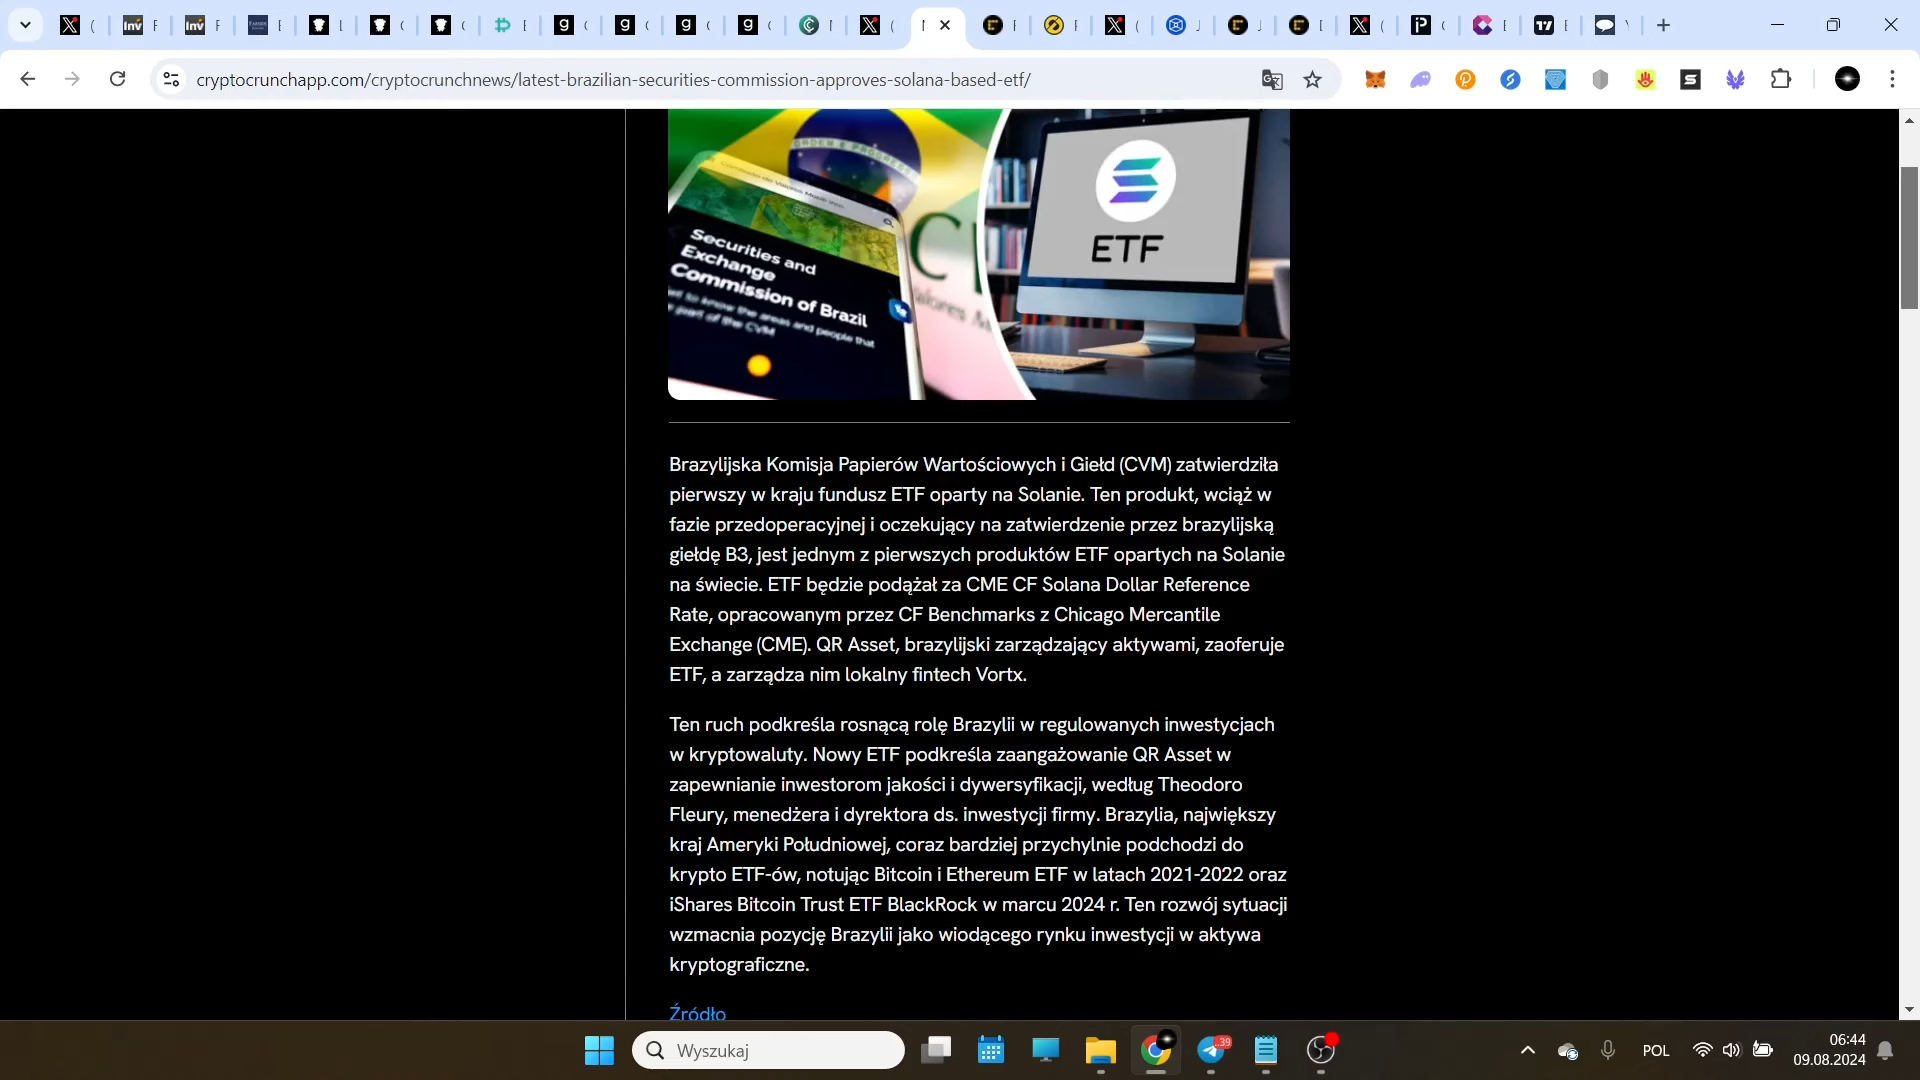 cryptocrunchapp.com/cryptocrunchnews/latest-brazilian-securities-commission-approves-solana-based-etf/
ORDEM E PROGRESSO
Securities and
Exchange
Commission of Brazil
ETF
Brazylijska Komisja Papierów Wartościowych i Giełd (CVM) zatwierdziła
pierwszy w kraju fundusz ETF oparty na Solanie. Ten produkt, wciąż w
fazie przedoperacyjnej i oczekujący na zatwierdzenie przez brazylijską
giełdę B3, jest jednym z pierwszych produktów ETF opartych na Solanie
na świecie. ETF będzie podążał za CME CF Solana Dollar Reference
Rate, opracowanym przez CF Benchmarks z Chicago Mercantile
Exchange (CME). QR Asset, brazylijski zarządzający aktywami, zaoferuje
ETF, a zarządza nim lokalny fintech Vortx.
Ten ruch podkreśla rosnącą rolę Brazylii w regulowanych inwestycjach
w kryptowaluty. Nowy ETF podkreśla zaangażowanie QR Asset w
zapewnianie inwestorom jakości i dywersyfikacji, według Theodoro
Fleury, menedżera i dyrektora ds. inwestycji firmy. Brazylia, największy
kraj Ameryki Południowej, coraz bardziej przychylnie podchodzi do
krypto ETF-ów, notując Bitcoin i Ethereum ETF w latach 2021-2022 oraz
iShares Bitcoin Trust ETF BlackRock w marcu 2024 r. Ten rozwój sytuacji
wzmacnia pozycję Brazylii jako wiodącego rynku inwestycji w aktywa
kryptograficzne.
Źródło
Wyszukaj
39
POL
06:44
09.08.2024